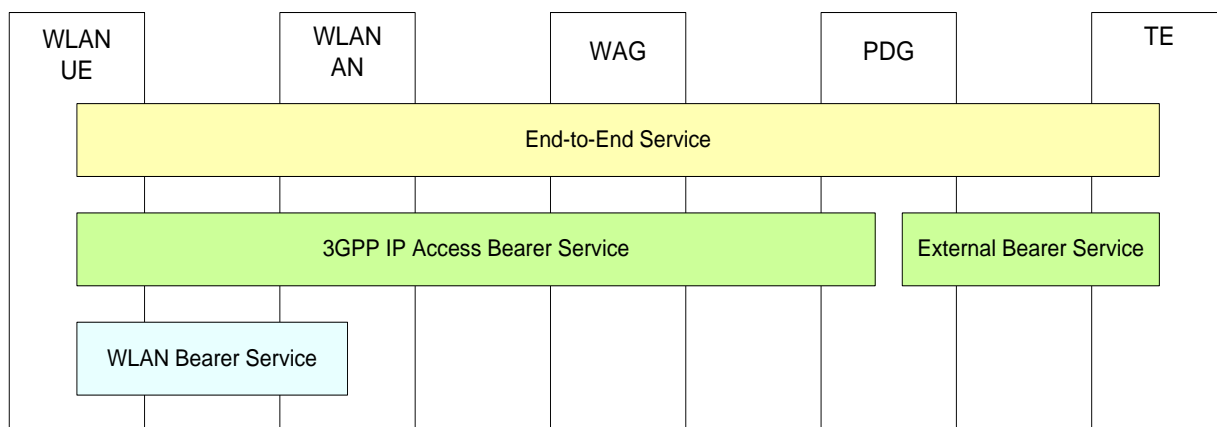 WLAN
UE
WLAN
AN
WAG
PDG
TE
End-to-End Service
3GPP IP Access Bearer Service
External Bearer Service
WLAN Bearer Service